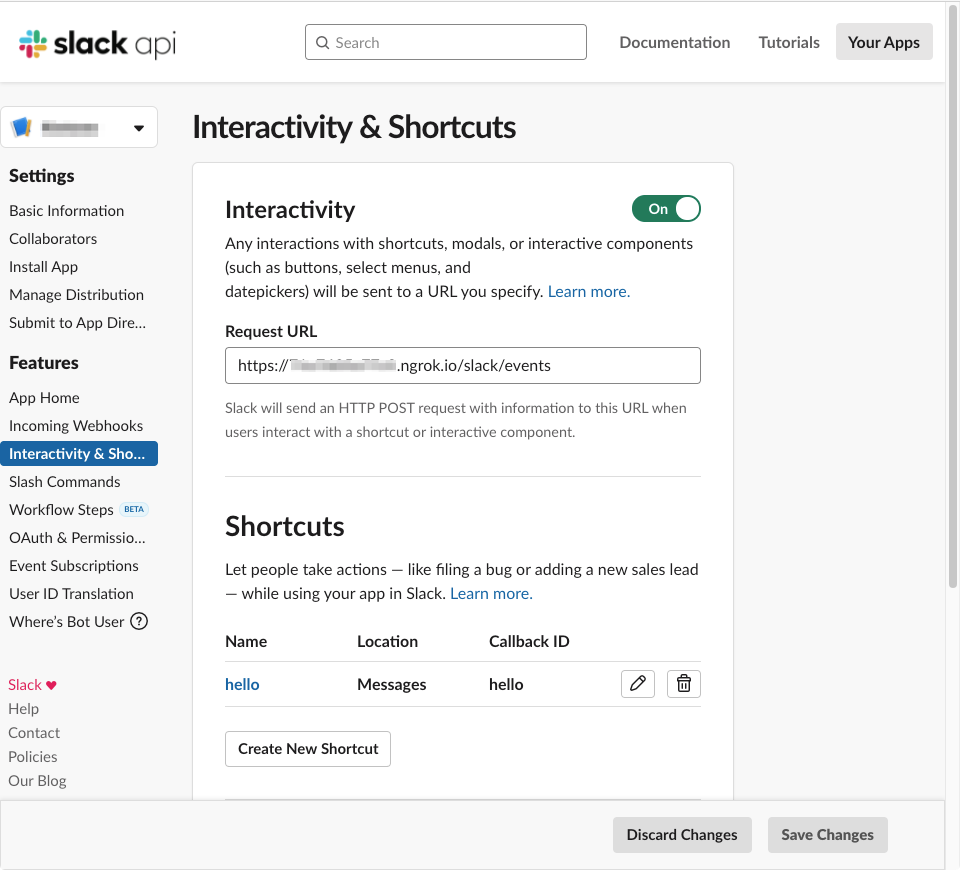 slack api
Search
Documentation
Tutorials
Your Apps
Interactivity & Shortcuts
Settings
Basic Information
Collaborators
Install App
Manage Distribution
Submit to App Dire...
Features
App Home
Incoming Webhooks
Interactivity & Sho...
Slash Commands
Workflow Steps BETA
OAuth & Permissio...
Event Subscriptions
User ID Translation
Where's Bot User ?
Slack ♥
Help
Contact
Policies
Our Blog
Interactivity
On
Any interactions with shortcuts, modals, or interactive components
(such as buttons, select menus, and
datepickers) will be sent to a URL you specify. Learn more.
Request URL
https:// .ngrok.io/slack/events
Slack will send an HTTP POST request with information to this URL when
users interact with a shortcut or interactive component.
Shortcuts
Let people take actions — like filing a bug or adding a new sales lead
— while using your app in Slack. Learn more.
Name Location Callback ID
hello Messages hello
Create New Shortcut
Discard Changes
Save Changes